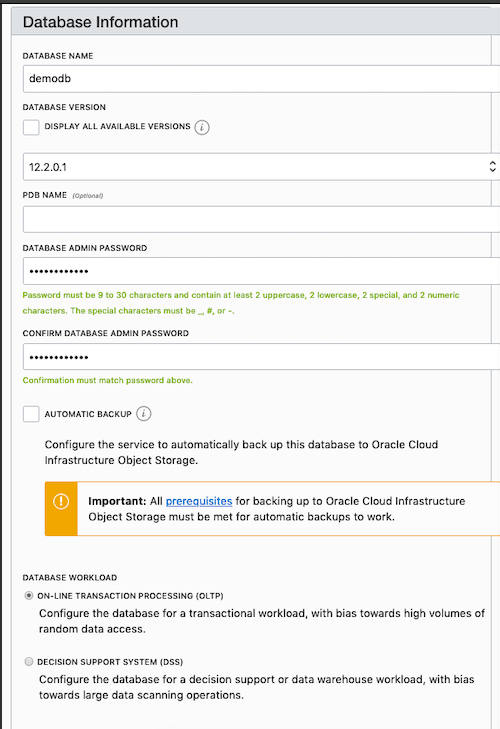 Database Information
DATABASE NAME
demodb
DATABASE VERSION
DISPLAY ALL AVAILABLE VERSIONS i
12.2.0.1
PDB NAME (Optional)
DATABASE ADMIN PASSWORD
••••••••••••
Password must be 9 to 30 characters and contain at least 2 uppercase, 2 lowercase, 2 special, and 2 numeric
characters. The special characters must be _, #, or -.
CONFIRM DATABASE ADMIN PASSWORD
••••••••••••
Confirmation must match password above.
AUTOMATIC BACKUP i
Configure the service to automatically back up this database to Oracle Cloud
Infrastructure Object Storage.
Important: All prerequisites for backing up to Oracle Cloud Infrastructure
Object Storage must be met for automatic backups to work.
DATABASE WORKLOAD
ON-LINE TRANSACTION PROCESSING (OLTP)
Configure the database for a transactional workload, with bias towards high volumes of
random data access.
DECISION SUPPORT SYSTEM (DSS)
Configure the database for a decision support or data warehouse workload, with bias
towards large data scanning operations.